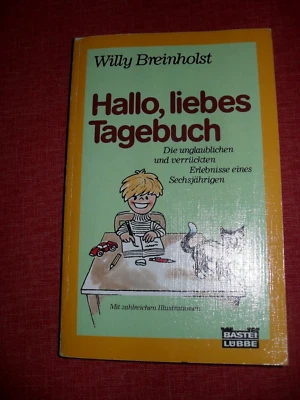 Willy Breinholst
Hallo, liebes
Tagebuch
Die unglaublichen
und verrückten
Erlebnisse eines
Sechsjährigen
Mit zahlreichen Illustrationen
BASTEI
LÜBBE